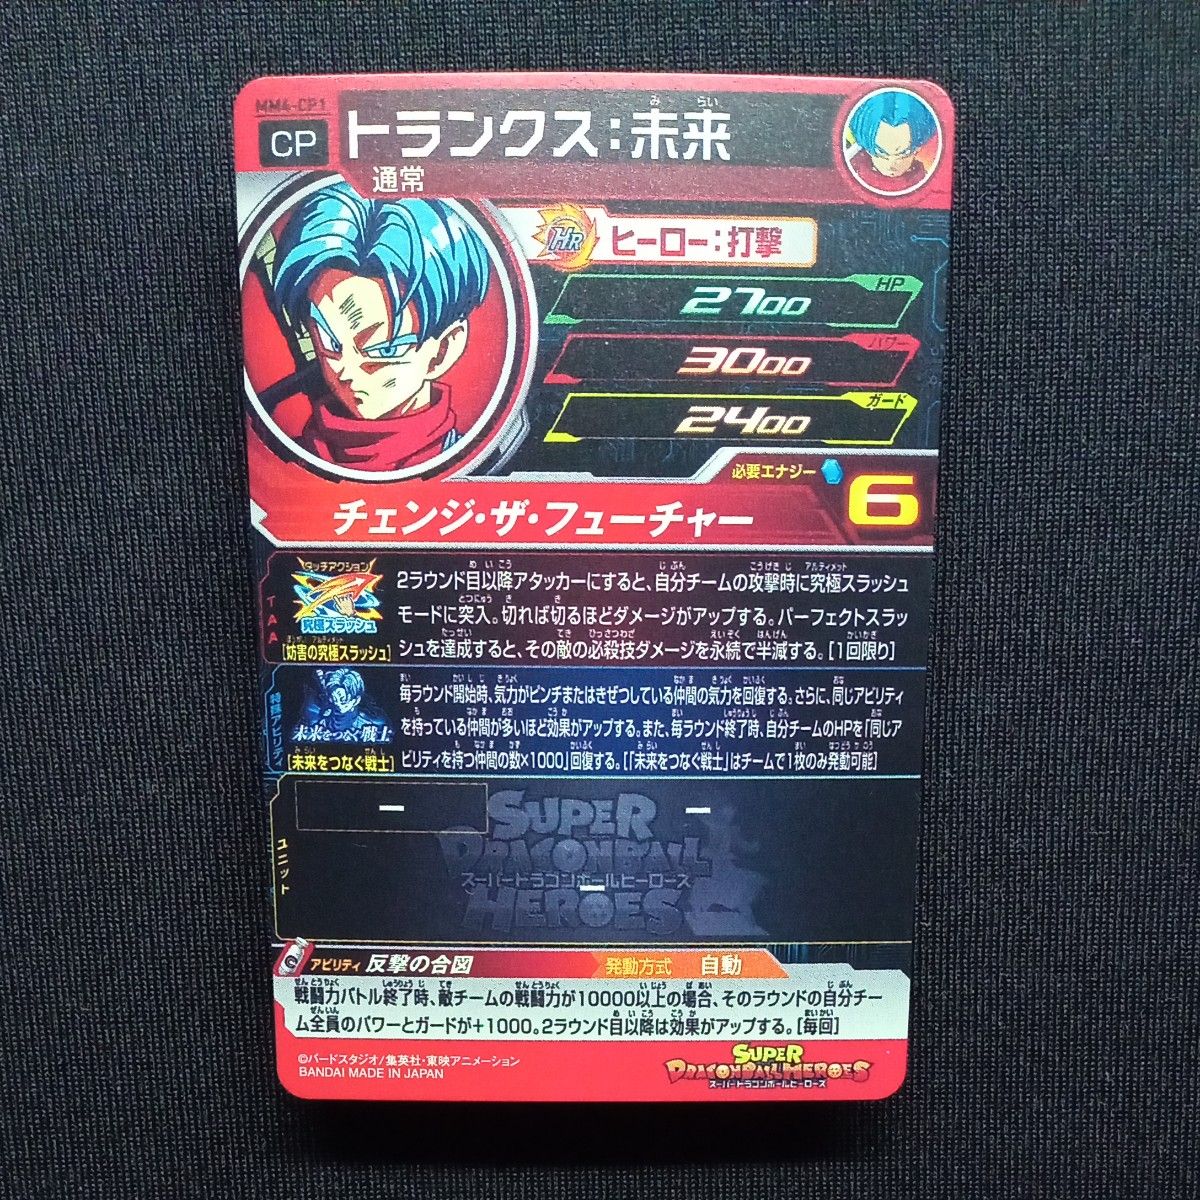 MM4-CP1
CP
トランクス:未来
通常
HR
ヒーロー:打撃
HP
2700
パワー
3000
ガード
2400
必要エナジー
6
チェンジ・ザ・フューチャー
TAA
タッチアクション
究極スラッシュ
[妨害の究極スラッシュ]
2ラウンド目以降アタッカーにすると、自分チームの攻撃時に究極スラッシュ
モードに突入。切れば切るほどダメージがアップする。パーフェクトスラッ
シュを達成すると、その敵の必殺技ダメージを永続で半減する。[1回限り]
特殊アビリティ
未来をつなぐ戦士
[未来をつなぐ戦士]
毎ラウンド開始時、気力がピンチまたはきぜつしている仲間の気力を回復する。さらに、同じアビリティ
を持っている仲間が多いほど効果がアップする。また、毎ラウンド終了時、自分チームのHPを「同じア
ビリティを持つ仲間の数×1000」回復する。[「未来をつなぐ戦士」はチームで1枚のみ発動可能]
ユニット
ー
ー
ー
SUPER
DRAGONBALL
スーパードラゴンボールヒーローズ
HEROES
アビリティ 反撃の合図
発動方式 自動
戦闘力バトル終了時、敵チームの戦闘力が10000以上の場合、そのラウンドの自分チー
ム全員のパワーとガードが+1000。2ラウンド目以降は効果がアップする。[毎回]
©バードスタジオ/集英社・東映アニメーション
BANDAI MADE IN JAPAN
SUPER
DRAGONBALL HEROES
スーパードラゴンボールヒーローズ